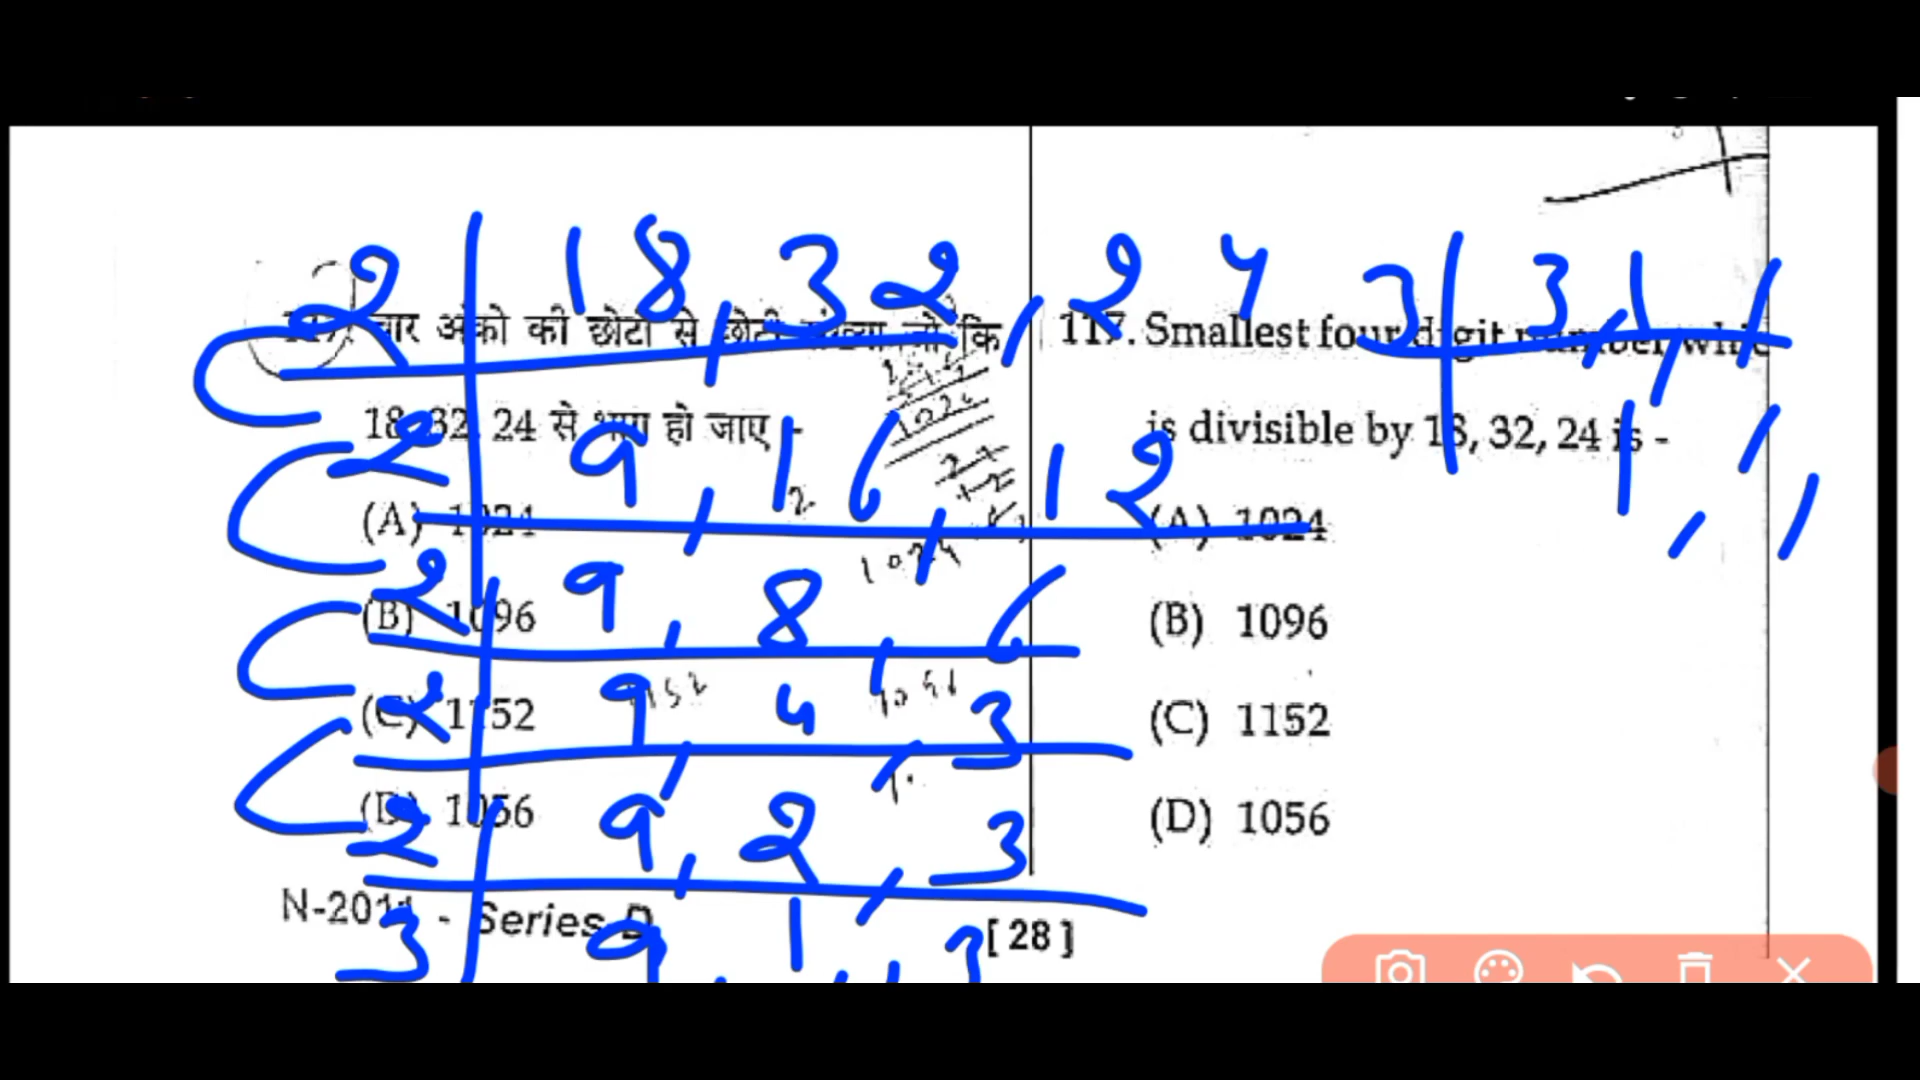 2 18, 32, 24
3 3, 1, 1
चार अंको की छोटी से छोटी संख्या जो कि
18, 32, 24 से भाग हो जाए -
(A) 1024
(B) 1096
(C) 1152
(D) 1056
N-2011 - Series D
[ 28 ]
117. Smallest four digit number whic
is divisible by 18, 32, 24 is -
(A) 1024
(B) 1096
(C) 1152
(D) 1056
1, 1, 1
2 9, 16, 12
2 9, 8, 6
2 9, 4, 3
2 9, 2, 3
3 9, 1, 3
1024
1152